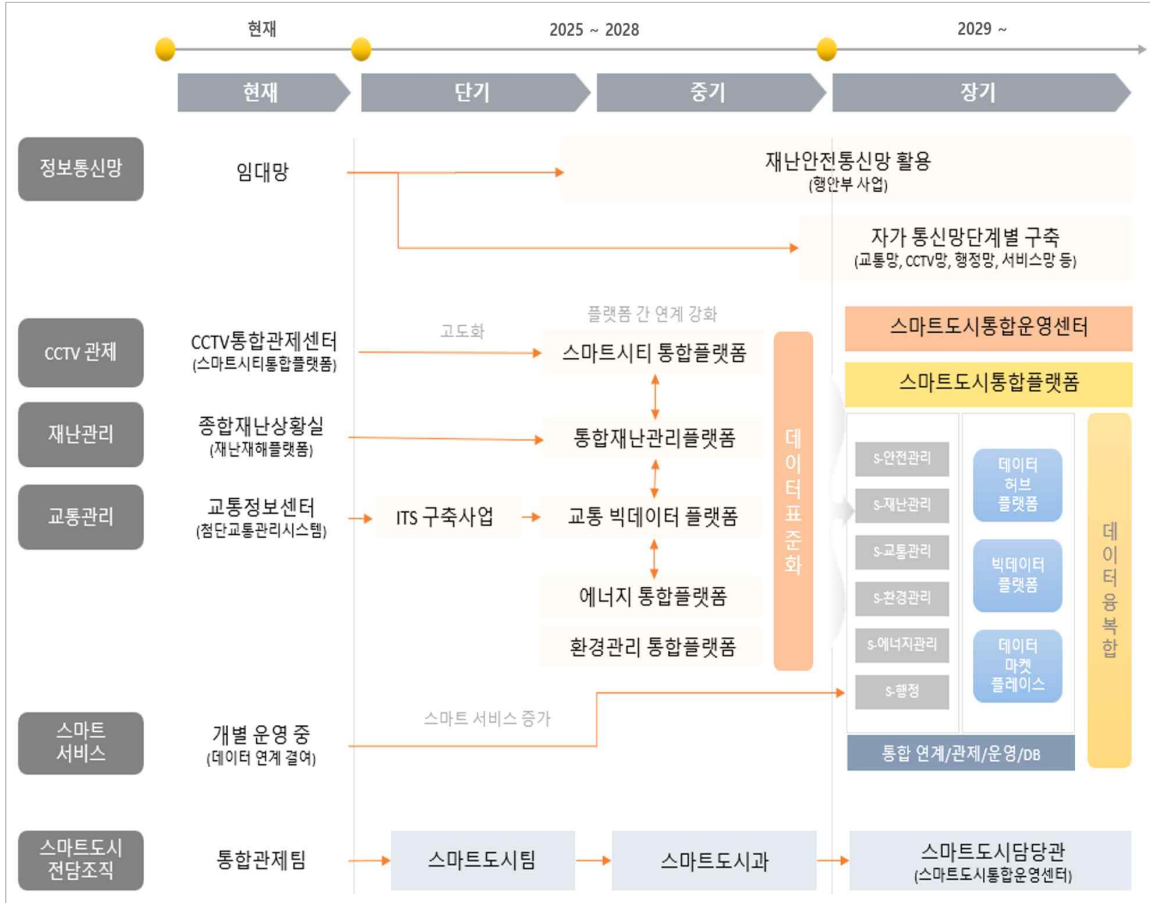 현재
2025 ~ 2028
2029 ~
현재
단기
중기
장기
정보통신망
임대망
재난안전통신망 활용
(행안부 사업)
자가 통신망단계별 구축
(교통망, CCTV망, 행정망, 서비스망 등)
CCTV 관제
CCTV통합관제센터
(스마트시티통합플랫폼)
고도화
플랫폼 간 연계 강화
스마트시티 통합플랫폼
재난관리
종합재난상황실
(재난재해플랫폼)
통합재난관리플랫폼
교통관리
교통정보센터
(첨단교통관리시스템)
ITS 구축사업
교통 빅데이터 플랫폼
에너지 통합플랫폼
환경관리 통합플랫폼
데이터표준화
스마트도시통합운영센터
스마트도시통합플랫폼
s-안전관리
s-재난관리
s-교통관리
s-환경관리
s-에너지관리
s-행정
데이터
허브
플랫폼
빅데이터
플랫폼
데이터
마켓
플레이스
데이터융복합
통합 연계/관제/운영/DB
스마트
서비스
개별 운영 중
(데이터 연계 결여)
스마트 서비스 증가
스마트도시
전담조직
통합관제팀
스마트도시팀
스마트도시과
스마트도시담당관
(스마트도시통합운영센터)